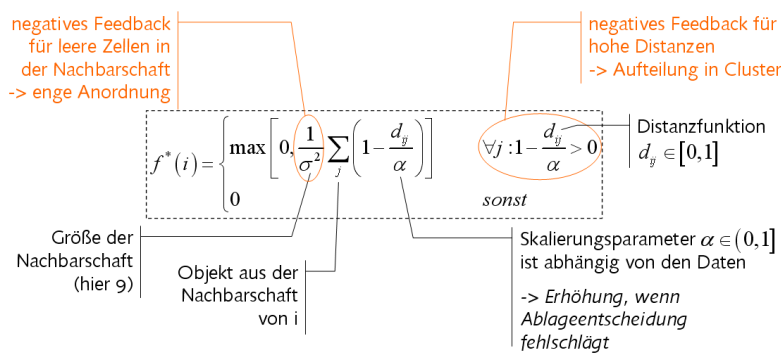 negatives Feedback
für leere Zellen in
der Nachbarschaft
-> enge Anordnung
negatives Feedback für
hohe Distanzen
-> Aufteilung in Cluster
f*(i) = { max [ 0, 1/σ² ∑_j ( 1 − d_ij/α ) ]   ∀j : 1 − d_ij/α > 0
0   sonst
Distanzfunktion
d_ij ∈ [0,1]
Größe der
Nachbarschaft
(hier 9)
Objekt aus der
Nachbarschaft
von i
Skalierungsparameter α ∈ (0,1]
ist abhängig von den Daten
-> Erhöhung, wenn
Ablageentscheidung
fehlschlägt